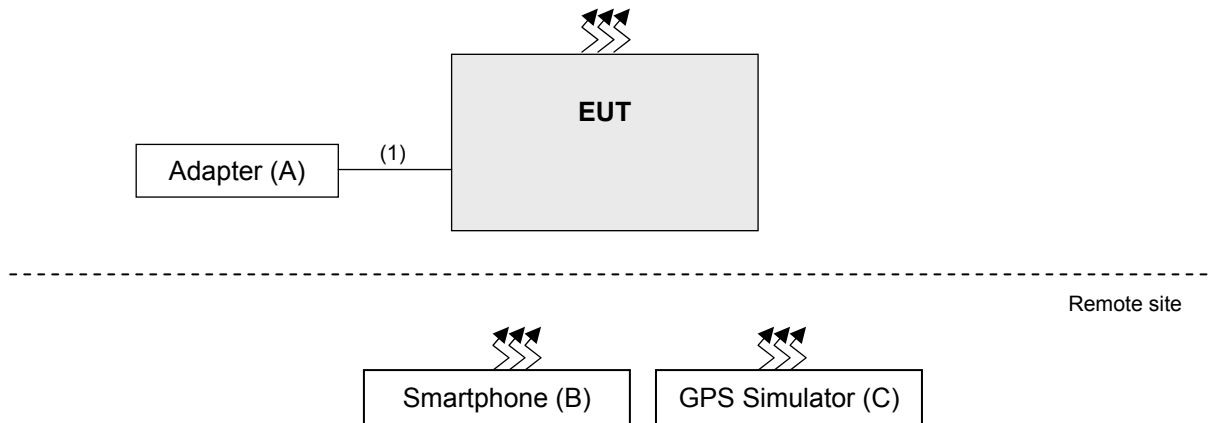 EUT
(1)
Adapter (A)
Remote site
Smartphone (B)
GPS Simulator (C)